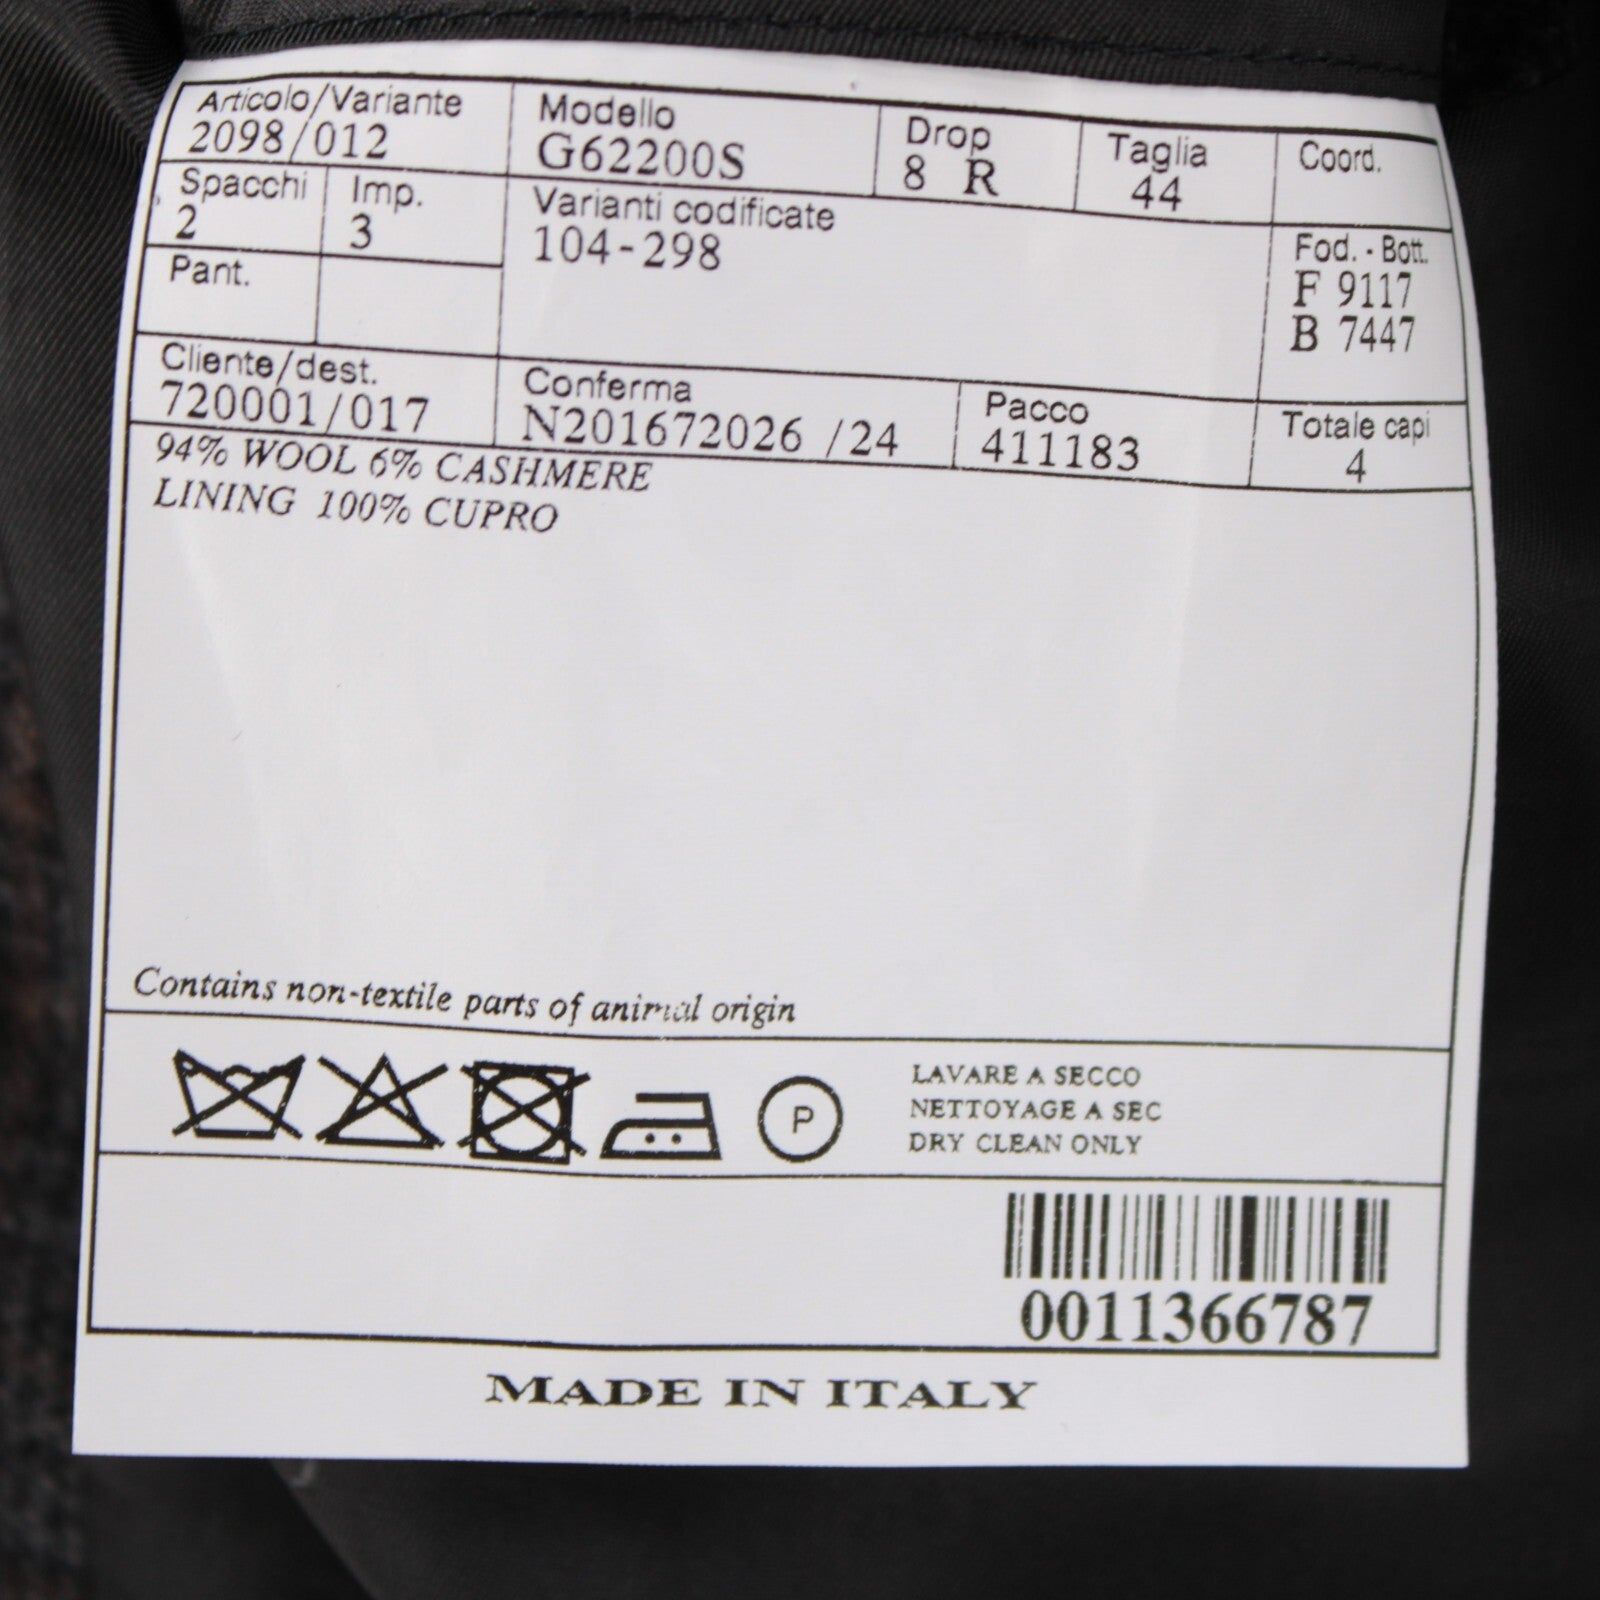 Articolo/Variante Modello Drop Taglia Coord.
2098/012 G62200S 8 R 44
Spacchi Imp. Varianti codificate Fod. - Bott.
2 3 104-298 F 9117
Pant. B 7447
Cliente/dest. Conferma Pacco Totale capi
720001/017 N201672026 /24 411183 4
94% WOOL 6% CASHMERE
LINING 100% CUPRO
Contains non-textile parts of animal origin
P
LAVARE A SECCO
NETTOYAGE A SEC
DRY CLEAN ONLY
0011366787
MADE IN ITALY